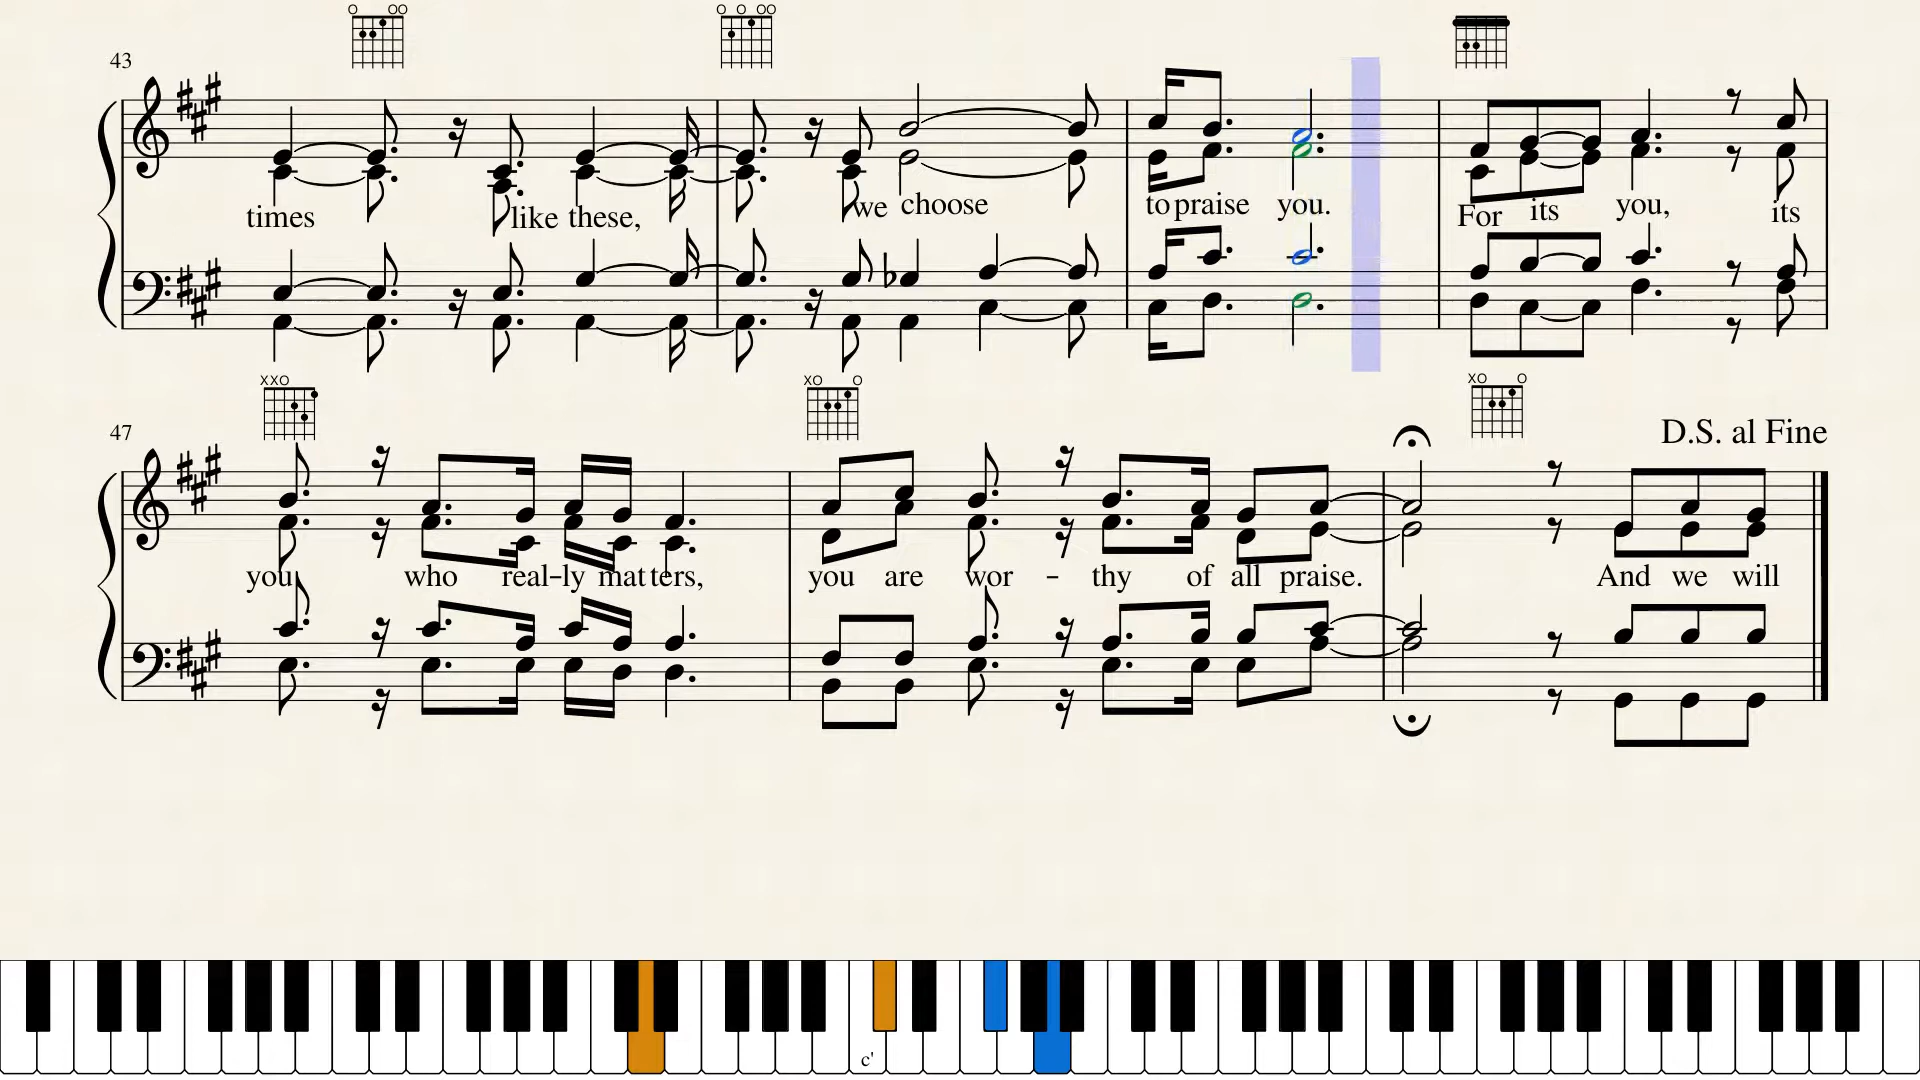 43
times like these, we choose to praise you. For its you, its
47
D.S. al Fine
you who real-ly mat ters, you are wor - thy of all praise. And we will
c'